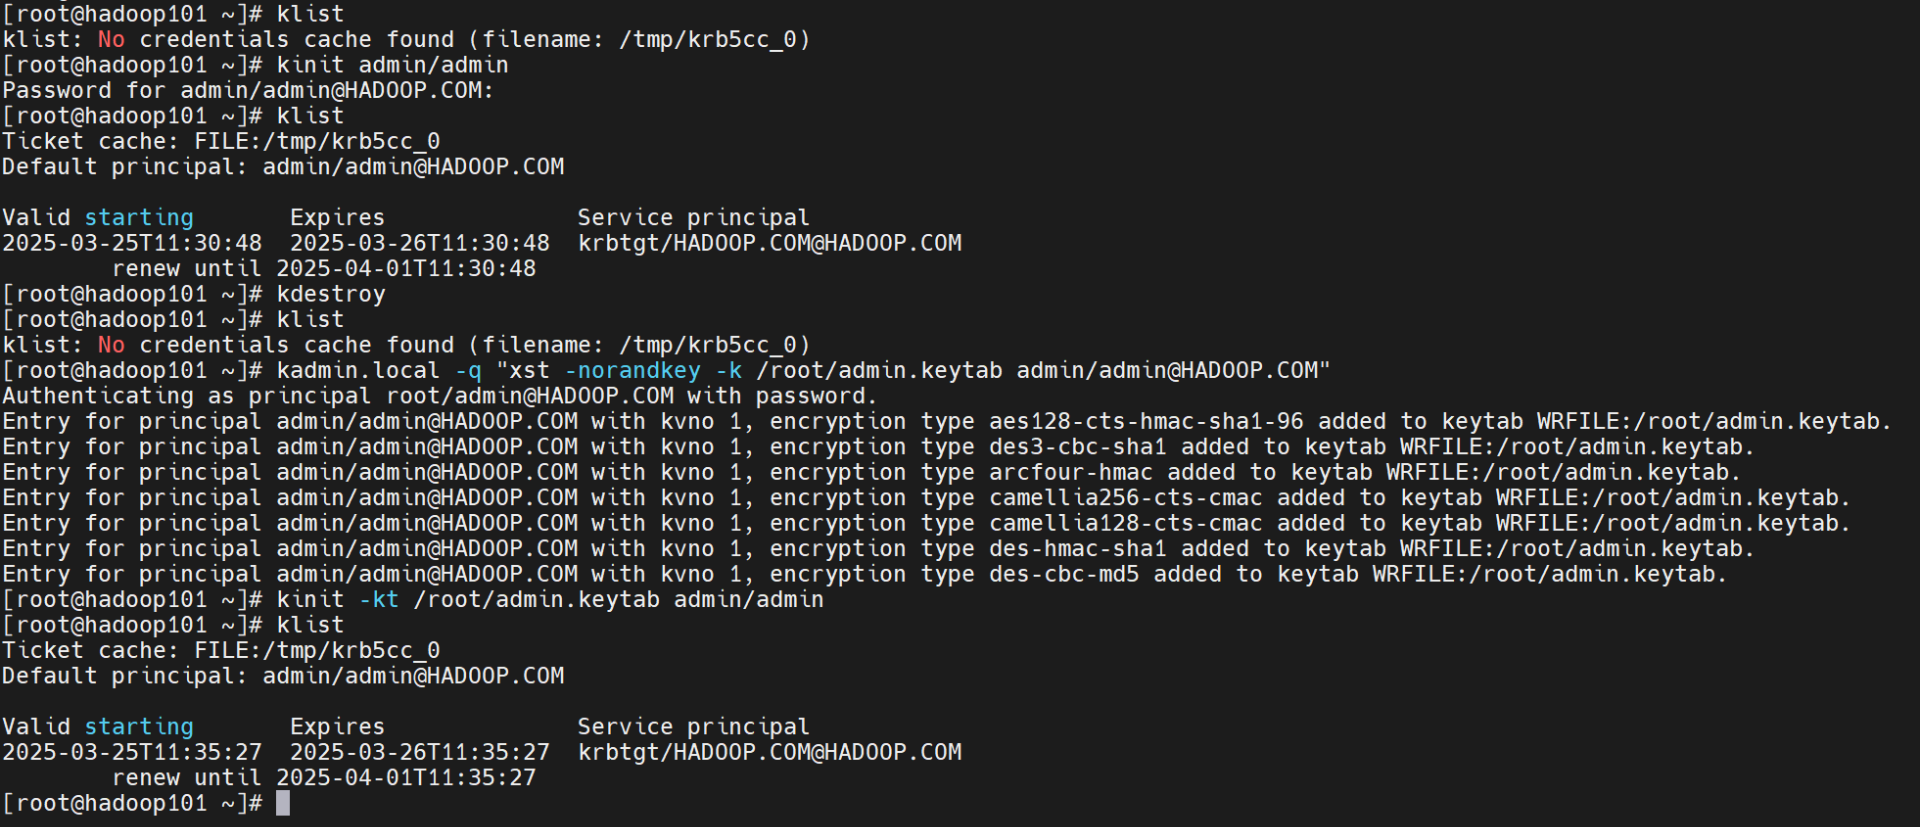 [root@hadoop101 ~]# klist
klist: No credentials cache found (filename: /tmp/krb5cc_0)
[root@hadoop101 ~]# kinit admin/admin
Password for admin/admin@HADOOP.COM:
[root@hadoop101 ~]# klist
Ticket cache: FILE:/tmp/krb5cc_0
Default principal: admin/admin@HADOOP.COM

Valid starting       Expires              Service principal
2025-03-25T11:30:48  2025-03-26T11:30:48  krbtgt/HADOOP.COM@HADOOP.COM
        renew until 2025-04-01T11:30:48
[root@hadoop101 ~]# kdestroy
[root@hadoop101 ~]# klist
klist: No credentials cache found (filename: /tmp/krb5cc_0)
[root@hadoop101 ~]# kadmin.local -q "xst -norandkey -k /root/admin.keytab admin/admin@HADOOP.COM"
Authenticating as principal root/admin@HADOOP.COM with password.
Entry for principal admin/admin@HADOOP.COM with kvno 1, encryption type aes128-cts-hmac-sha1-96 added to keytab WRFILE:/root/admin.keytab.
Entry for principal admin/admin@HADOOP.COM with kvno 1, encryption type des3-cbc-sha1 added to keytab WRFILE:/root/admin.keytab.
Entry for principal admin/admin@HADOOP.COM with kvno 1, encryption type arcfour-hmac added to keytab WRFILE:/root/admin.keytab.
Entry for principal admin/admin@HADOOP.COM with kvno 1, encryption type camellia256-cts-cmac added to keytab WRFILE:/root/admin.keytab.
Entry for principal admin/admin@HADOOP.COM with kvno 1, encryption type camellia128-cts-cmac added to keytab WRFILE:/root/admin.keytab.
Entry for principal admin/admin@HADOOP.COM with kvno 1, encryption type des-hmac-sha1 added to keytab WRFILE:/root/admin.keytab.
Entry for principal admin/admin@HADOOP.COM with kvno 1, encryption type des-cbc-md5 added to keytab WRFILE:/root/admin.keytab.
[root@hadoop101 ~]# kinit -kt /root/admin.keytab admin/admin
[root@hadoop101 ~]# klist
Ticket cache: FILE:/tmp/krb5cc_0
Default principal: admin/admin@HADOOP.COM

Valid starting       Expires              Service principal
2025-03-25T11:35:27  2025-03-26T11:35:27  krbtgt/HADOOP.COM@HADOOP.COM
        renew until 2025-04-01T11:35:27
[root@hadoop101 ~]#